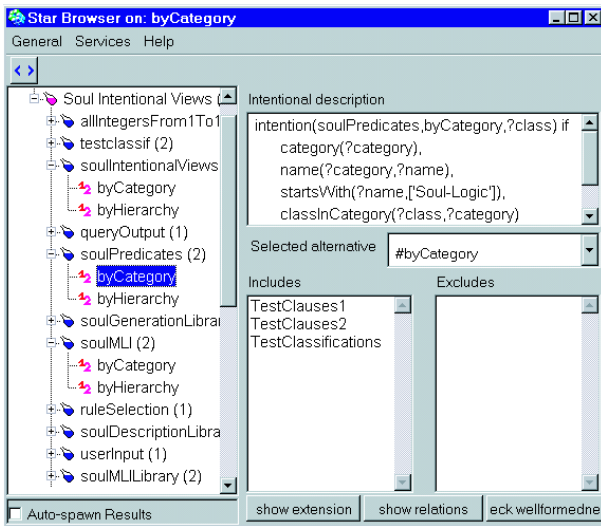 Star Browser on: byCategory
General Services Help
Soul Intentional Views (
allIntegersFrom1To1
testclassif (2)
soulIntentionalViews
byCategory
byHierarchy
queryOutput (1)
soulPredicates (2)
byCategory
byHierarchy
soulGenerationLibrar
soulMLI (2)
byCategory
byHierarchy
ruleSelection (1)
soulDescriptionLibra
userInput (1)
soulMLILibrary (2)
Auto-spawn Results
Intentional description
intention(soulPredicates,byCategory,?class) if
category(?category),
name(?category,?name),
startsWith(?name,['Soul-Logic']),
classInCategory(?class,?category)
Selected alternative #byCategory
Includes Excludes
TestClauses1
TestClauses2
TestClassifications
show extension show relations eck wellformedne